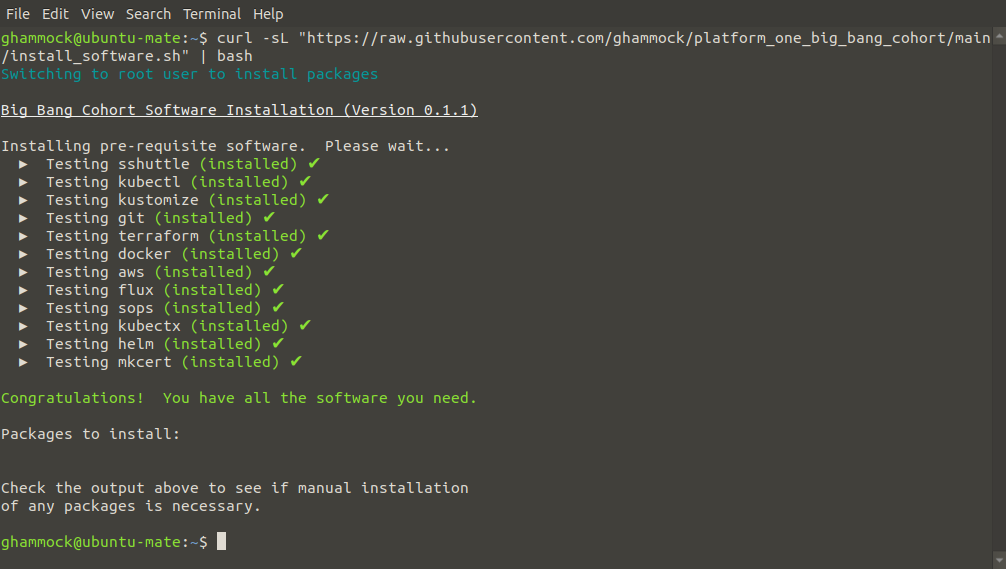 File Edit View Search Terminal Help
ghammock@ubuntu-mate:~$ curl -sL "https://raw.githubusercontent.com/ghammock/platform_one_big_bang_cohort/main
/install_software.sh" | bash
Switching to root user to install packages
Big Bang Cohort Software Installation (Version 0.1.1)
Installing pre-requisite software.  Please wait...
► Testing sshuttle (installed) ✔
► Testing kubectl (installed) ✔
► Testing kustomize (installed) ✔
► Testing git (installed) ✔
► Testing terraform (installed) ✔
► Testing docker (installed) ✔
► Testing aws (installed) ✔
► Testing flux (installed) ✔
► Testing sops (installed) ✔
► Testing kubectx (installed) ✔
► Testing helm (installed) ✔
► Testing mkcert (installed) ✔
Congratulations!  You have all the software you need.
Packages to install:
Check the output above to see if manual installation
of any packages is necessary.
ghammock@ubuntu-mate:~$